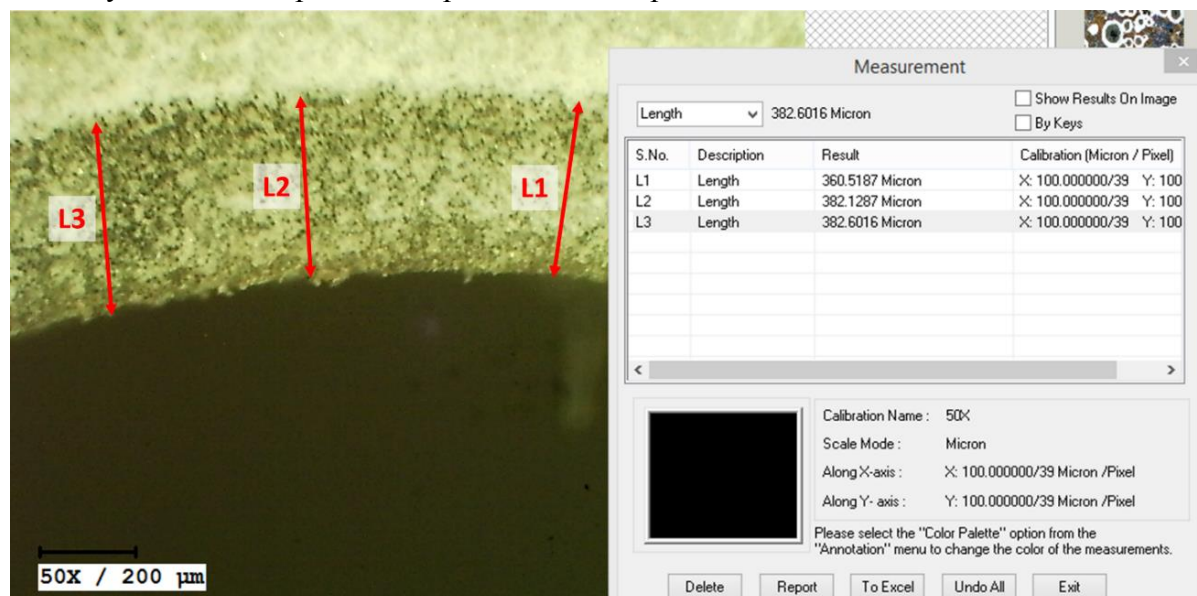 L3
L2
L1
50X / 200 µm
Measurement
Length 382.6016 Micron
Show Results On Image
By Keys
S.No. Description Result Calibration (Micron / Pixel)
L1 Length 360.5187 Micron X: 100.000000/39 Y: 100
L2 Length 382.1287 Micron X: 100.000000/39 Y: 100
L3 Length 382.6016 Micron X: 100.000000/39 Y: 100
Calibration Name : 50X
Scale Mode : Micron
Along X-axis : X: 100.000000/39 Micron /Pixel
Along Y- axis : Y: 100.000000/39 Micron /Pixel
Please select the "Color Palette" option from the
"Annotation" menu to change the color of the measurements.
Delete Report To Excel Undo All Exit